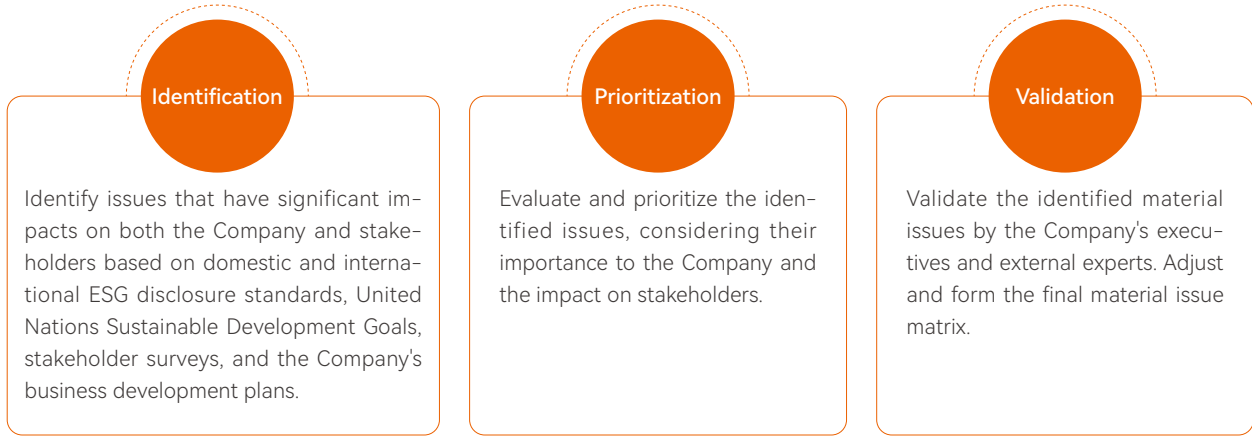 Identification
Identify issues that have significant im-
pacts on both the Company and stake-
holders based on domestic and interna-
tional ESG disclosure standards, United
Nations Sustainable Development Goals,
stakeholder surveys, and the Company's
business development plans.
Prioritization
Evaluate and prioritize the iden-
tified issues, considering their
importance to the Company and
the impact on stakeholders.
Validation
Validate the identified material
issues by the Company's execu-
tives and external experts. Adjust
and form the final material issue
matrix.